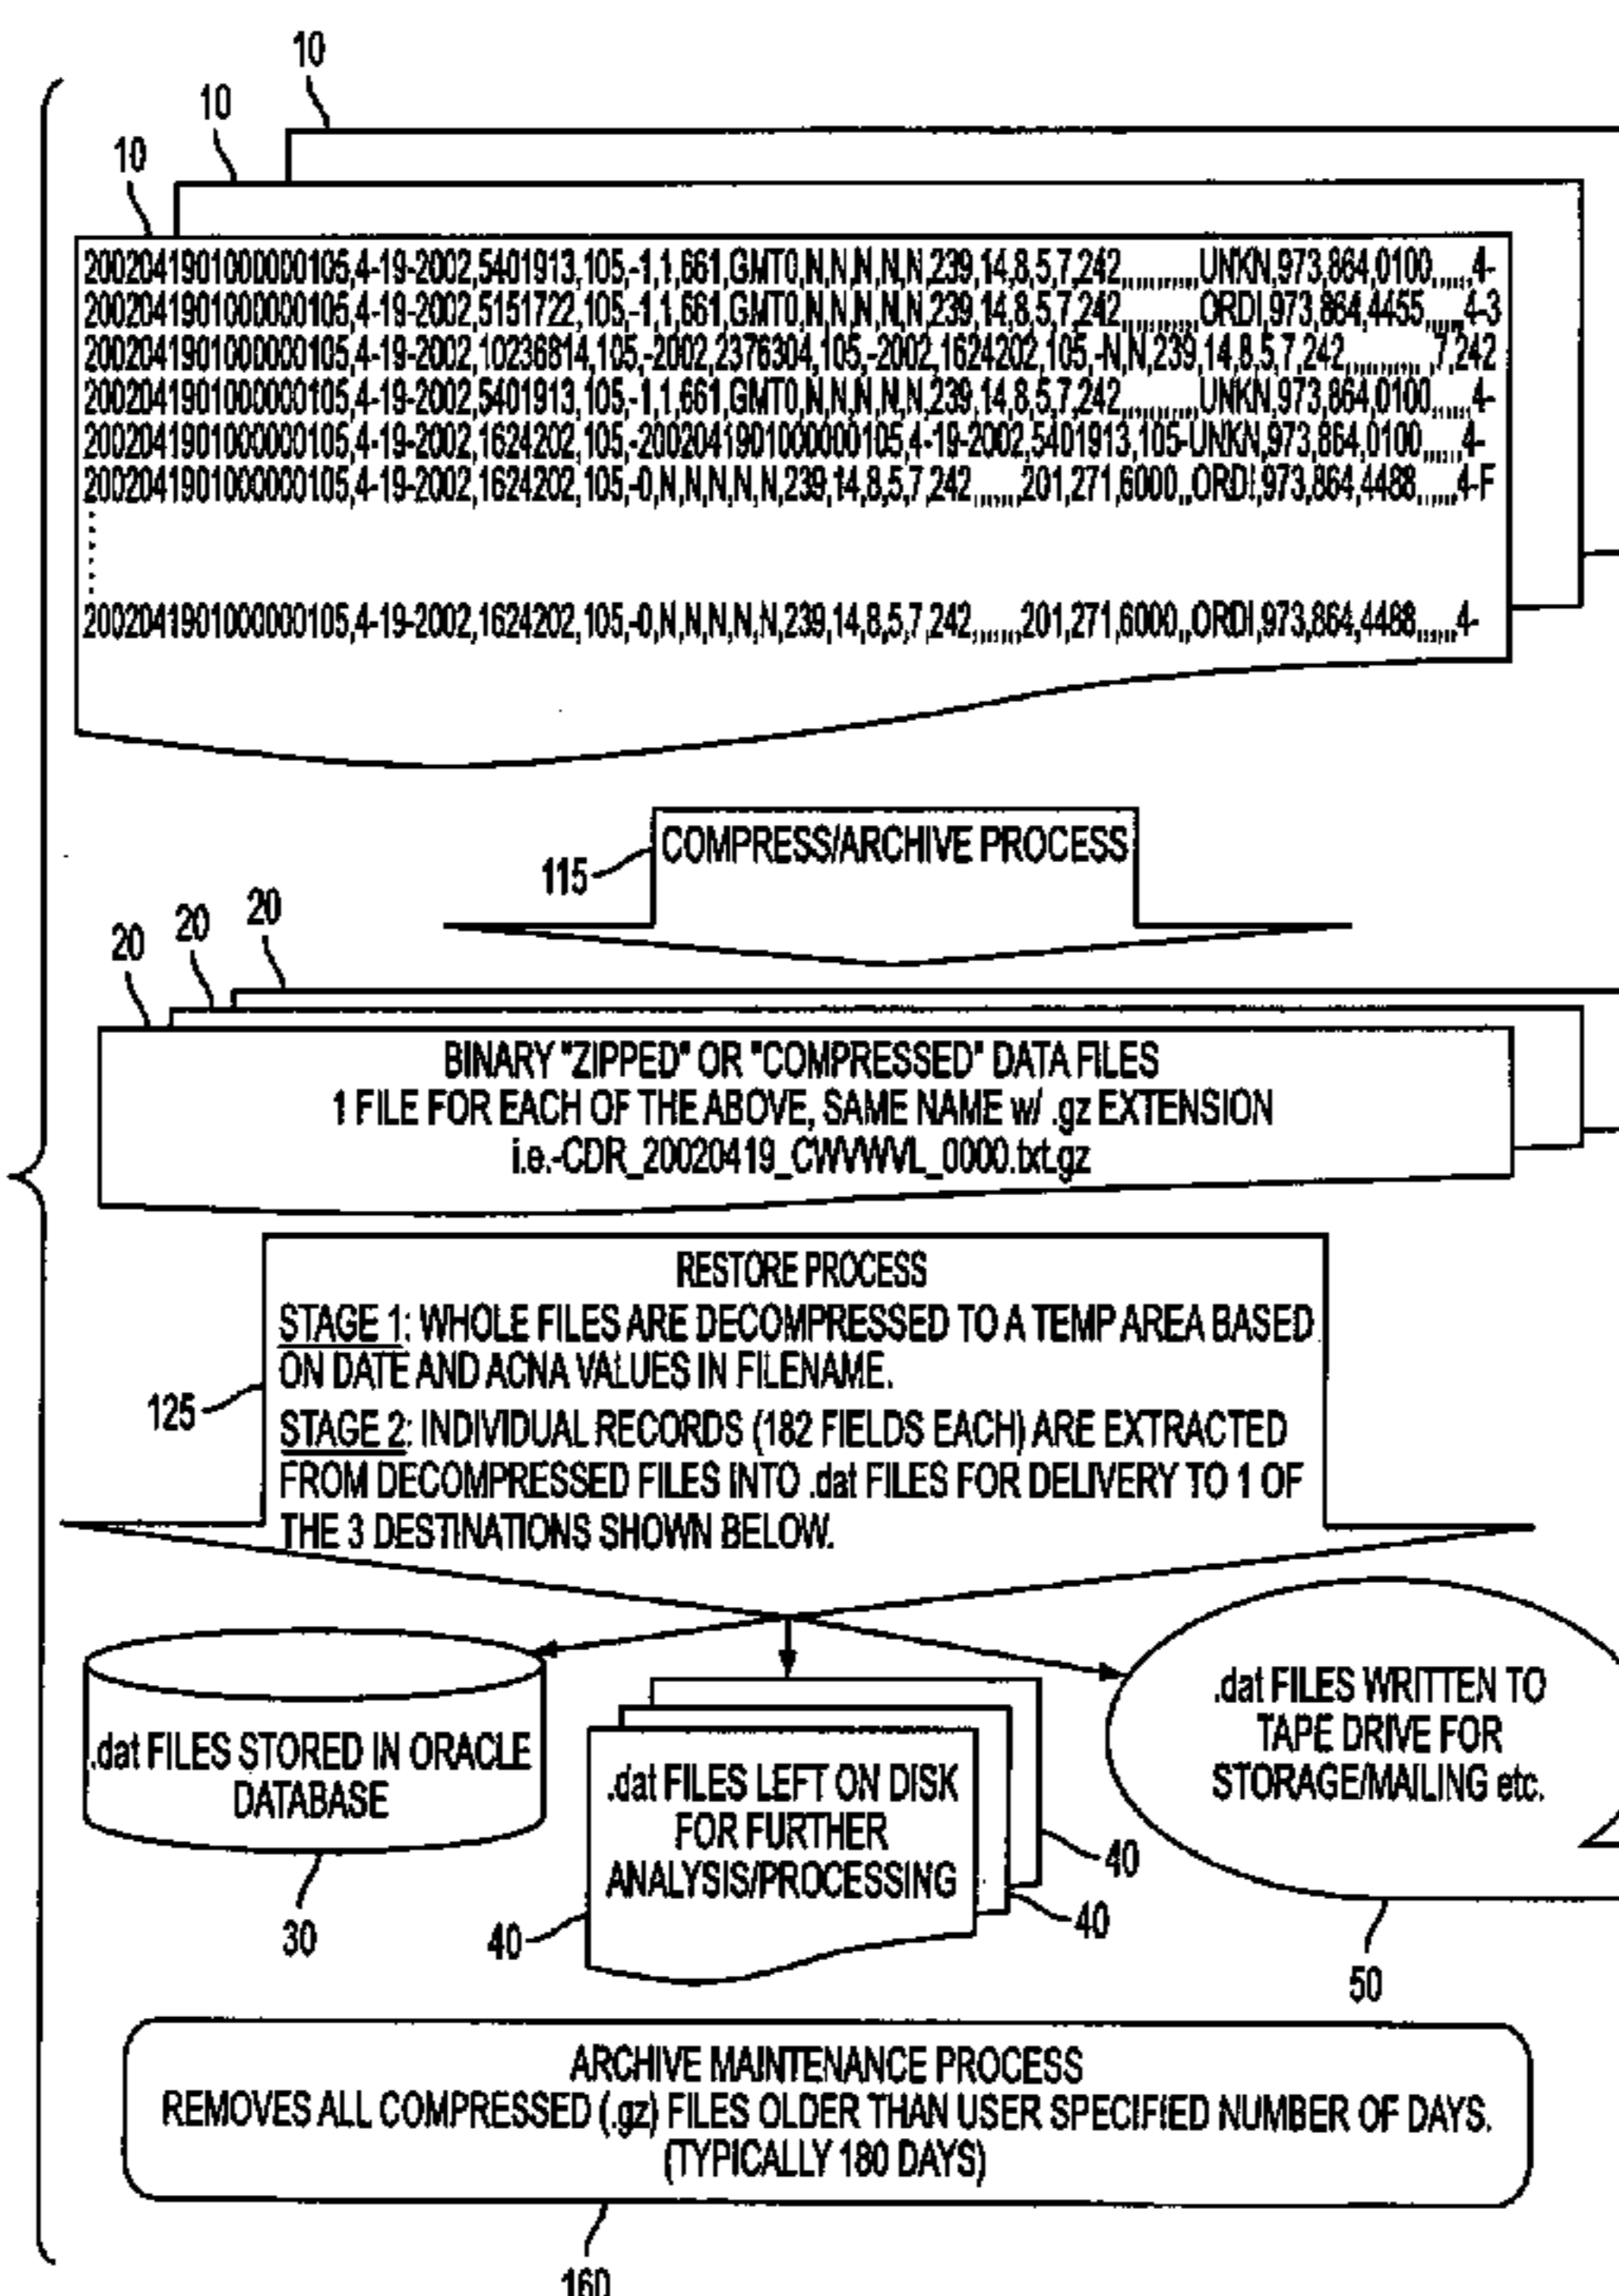 10
10
10
2002041901000000105,4-19-2002,5401913,105,-1,1,661,GMT0,N,N,N,N,N,239,14,8,5,7,242,,,,,,,,,,UNKN,973,864,0100,,,,,4-
2002041901000000105,4-19-2002,5151722,105,-1,1,661,GMT0,N,N,N,N,N,239,14,8,5,7,242,,,,,,,,,,ORDI,973,864,4455,,,,,4-3
2002041901000000105,4-19-2002,10236814,105,-2002,2376304,105,-2002,1624202,105,-N,N,239,14,8,5,7,242,,,,,,,,,, ,7,242
2002041901000000105,4-19-2002,5401913,105,-1,1,661,GMT0,N,N,N,N,N,239,14,8,5,7,242,,,,,,,,,,UNKN,973,864,0100,,,,,4-
2002041901000000105,4-19-2002,1624202,105,-2002041901000000105,4-19-2002,5401913,105-UNKN,973,864,0100,,,,,4-
2002041901000000105,4-19-2002,1624202,105,-0,N,N,N,N,N,239,14,8,5,7,242,,,,,,201,271,6000,,ORDI,973,864,4488,,,,,4-F
2002041901000000105,4-19-2002,1624202,105,-0,N,N,N,N,N,239,14,8,5,7,242,,,,,,201,271,6000,,ORDI,973,864,4488,,,,,4-
COMPRESS/ARCHIVE PROCESS
115
20
20
20
BINARY "ZIPPED" OR "COMPRESSED" DATA FILES
1 FILE FOR EACH OF THE ABOVE, SAME NAME w/ .gz EXTENSION
i.e.-CDR_20020419_CWVWVL_0000.txt.gz
RESTORE PROCESS
STAGE 1: WHOLE FILES ARE DECOMPRESSED TO A TEMP AREA BASED
ON DATE AND ACNA VALUES IN FILENAME.
125
STAGE 2: INDIVIDUAL RECORDS (182 FIELDS EACH) ARE EXTRACTED
FROM DECOMPRESSED FILES INTO .dat FILES FOR DELIVERY TO 1 OF
THE 3 DESTINATIONS SHOWN BELOW.
.dat FILES STORED IN ORACLE
DATABASE
30
.dat FILES LEFT ON DISK
FOR FURTHER
ANALYSIS/PROCESSING
40
40
40
.dat FILES WRITTEN TO
TAPE DRIVE FOR
STORAGE/MAILING etc.
50
ARCHIVE MAINTENANCE PROCESS
REMOVES ALL COMPRESSED (.gz) FILES OLDER THAN USER SPECIFIED NUMBER OF DAYS.
(TYPICALLY 180 DAYS)
160